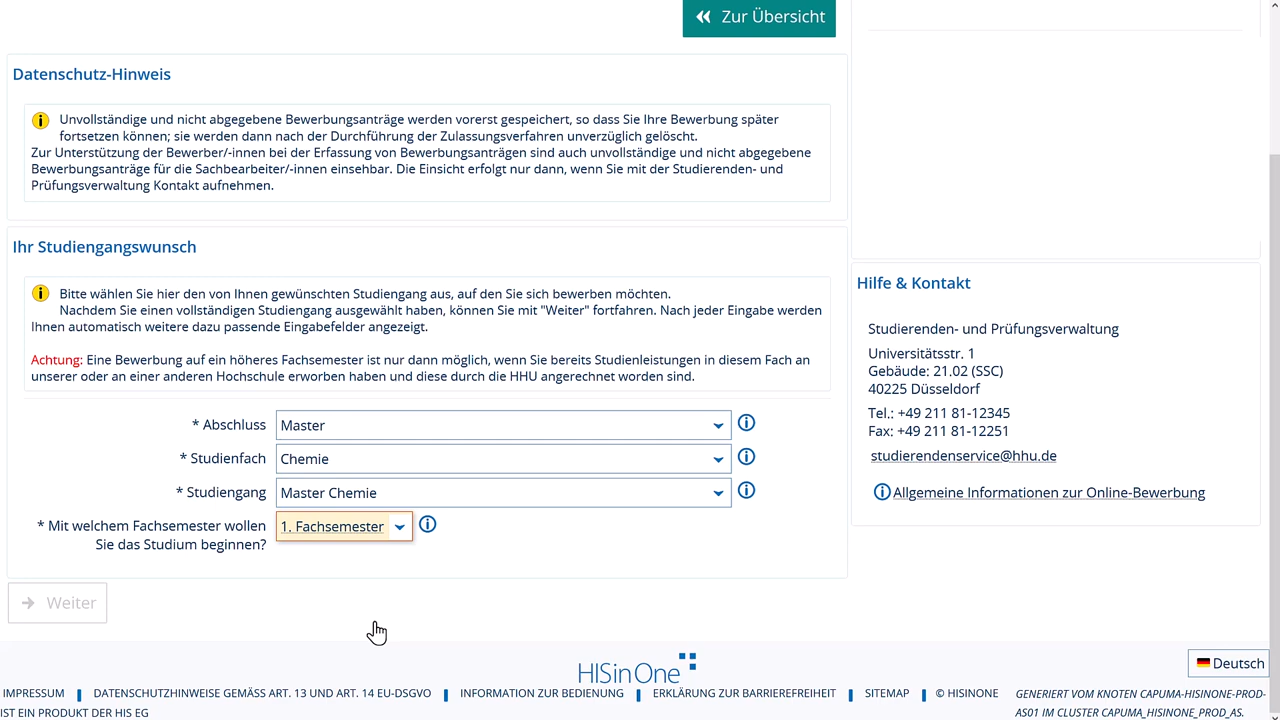 Zur Übersicht
Datenschutz-Hinweis
Unvollständige und nicht abgegebene Bewerbungsanträge werden vorerst gespeichert, so dass Sie Ihre Bewerbung später
fortsetzen können; sie werden dann nach der Durchführung der Zulassungsverfahren unverzüglich gelöscht.
Zur Unterstützung der Bewerber/-innen bei der Erfassung von Bewerbungsanträgen sind auch unvollständige und nicht abgegebene
Bewerbungsanträge für die Sachbearbeiter/-innen einsehbar. Die Einsicht erfolgt nur dann, wenn Sie mit der Studierenden- und
Prüfungsverwaltung Kontakt aufnehmen.
Ihr Studiengangswunsch
Bitte wählen Sie hier den von Ihnen gewünschten Studiengang aus, auf den Sie sich bewerben möchten.
Nachdem Sie einen vollständigen Studiengang ausgewählt haben, können Sie mit "Weiter" fortfahren. Nach jeder Eingabe werden
Ihnen automatisch weitere dazu passende Eingabefelder angezeigt.
Achtung: Eine Bewerbung auf ein höheres Fachsemester ist nur dann möglich, wenn Sie bereits Studienleistungen in diesem Fach an
unserer oder an einer anderen Hochschule erworben haben und diese durch die HHU angerechnet worden sind.
* Abschluss Master
* Studienfach Chemie
* Studiengang Master Chemie
* Mit welchem Fachsemester wollen 1. Fachsemester
Sie das Studium beginnen?
Weiter
Hilfe & Kontakt
Studierenden- und Prüfungsverwaltung
Universitätsstr. 1
Gebäude: 21.02 (SSC)
40225 Düsseldorf
Tel.: +49 211 81-12345
Fax: +49 211 81-12251
studierendenservice@hhu.de
Allgemeine Informationen zur Online-Bewerbung
HISinOne
Deutsch
IMPRESSUM DATENSCHUTZHINWEISE GEMÄSS ART. 13 UND ART. 14 EU-DSGVO INFORMATION ZUR BEDIENUNG ERKLÄRUNG ZUR BARRIEREFREIHEIT SITEMAP © HISINONE GENERIERT VOM KNOTEN CAPUMA-HISINONE-PROD-
IST EIN PRODUKT DER HIS EG AS01 IM CLUSTER CAPUMA_HISINONE_PROD_AS.